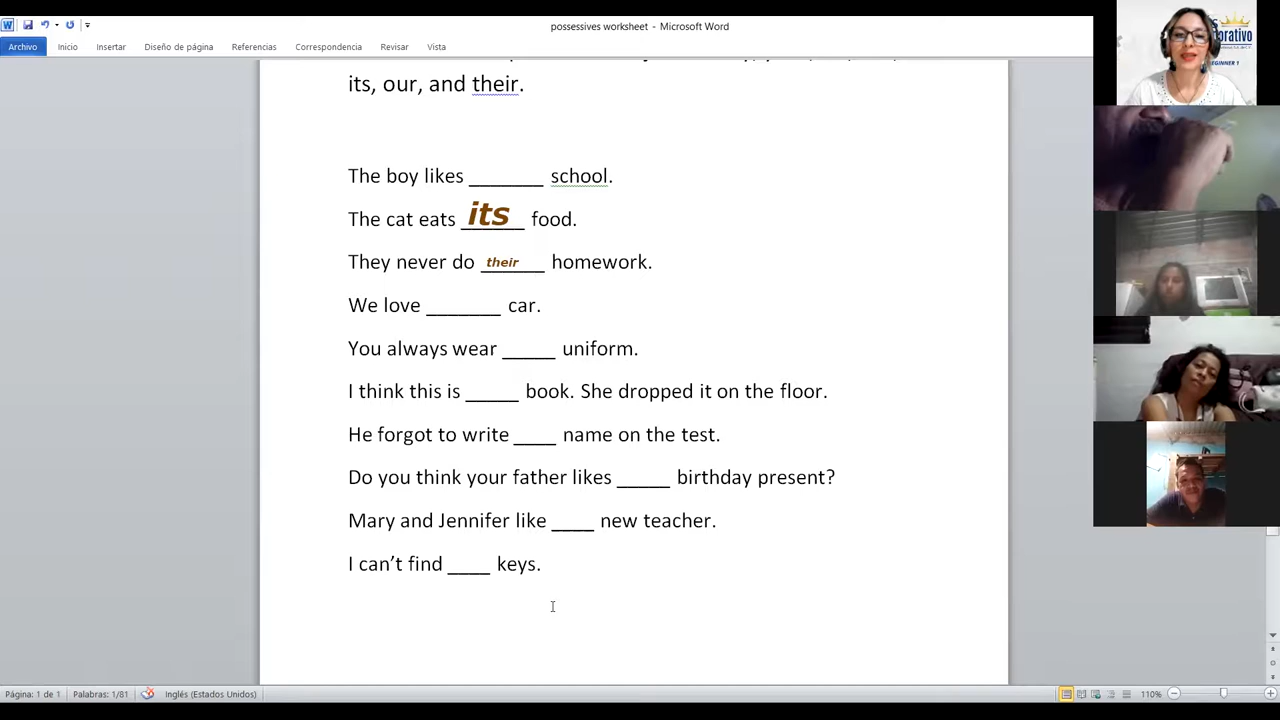 possessives worksheet - Microsoft Word
Archivo Inicio Insertar Diseño de página Referencias Correspondencia Revisar Vista
its, our, and their.
The boy likes _______ school.
The cat eats its food.
They never do their homework.
We love _______ car.
You always wear _____ uniform.
I think this is _____ book. She dropped it on the floor.
He forgot to write ____ name on the test.
Do you think your father likes _____ birthday present?
Mary and Jennifer like ____ new teacher.
I can’t find ____ keys.
Página: 1 de 1 Palabras: 1/81 Inglés (Estados Unidos) 110%